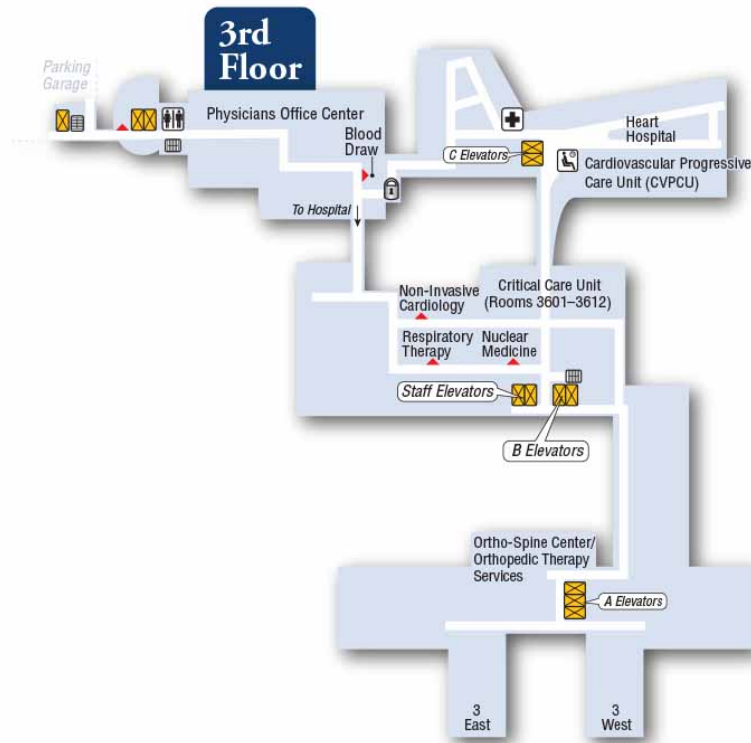 3rd
Floor
Parking
Garage
Physicians Office Center
Blood
Draw
C Elevators
Heart
Hospital
Cardiovascular Progressive
Care Unit (CVPCU)
To Hospital
Non-Invasive
Cardiology
Critical Care Unit
(Rooms 3601–3612)
Respiratory
Therapy
Nuclear
Medicine
Staff Elevators
B Elevators
Ortho-Spine Center/
Orthopedic Therapy
Services
A Elevators
3
East
3
West